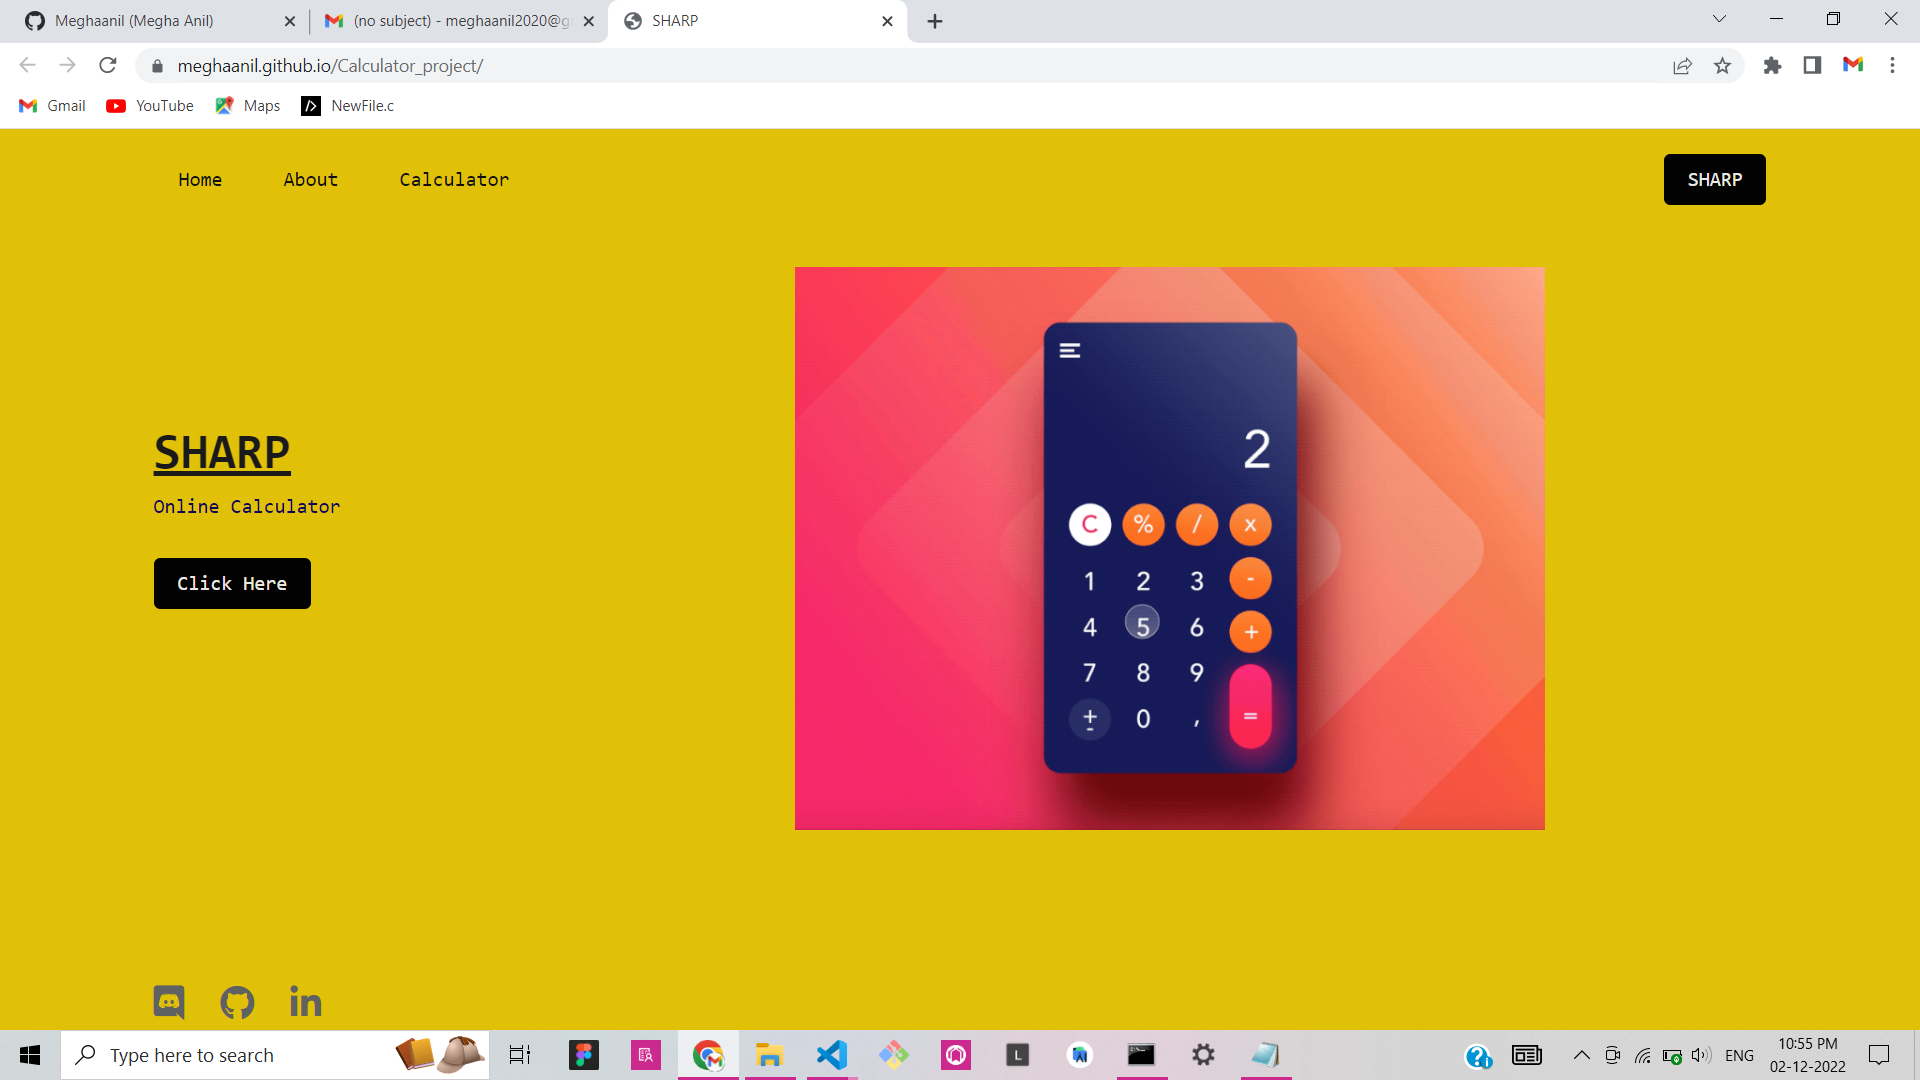 Meghaanil (Megha Anil)
(no subject) - meghaanil2020@g
SHARP
meghaanil.github.io/Calculator_project/
Gmail
YouTube
Maps
NewFile.c
Home
About
Calculator
SHARP
SHARP
Online Calculator
Click Here
2
C % / x
1 2 3 -
4 5 6 +
7 8 9
± 0 , =
in
Type here to search
L
ENG
10:55 PM
02-12-2022